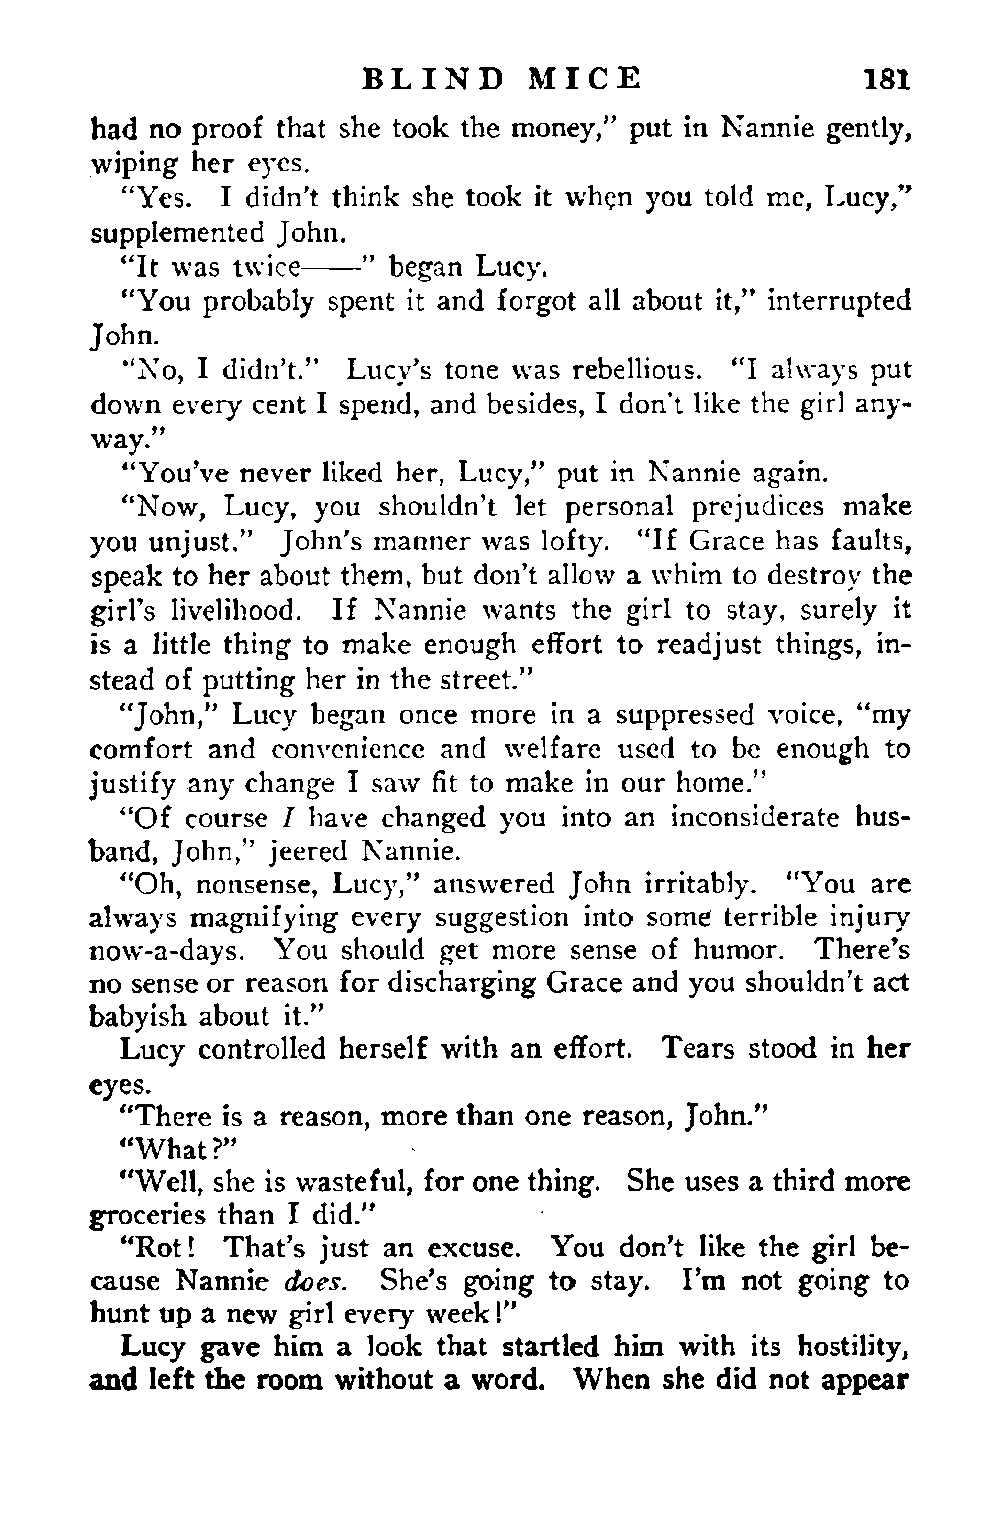 BLIND MICE 181
had no proof that she took the money," put in Nannie gently,
wiping her eyes.
"Yes. I didn't think she took it when you told me, Lucy,"
supplemented John.
"It was twice——" began Lucy.
"You probably spent it and forgot all about it," interrupted
John.
"No, I didn't." Lucy's tone was rebellious. "I always put
down every cent I spend, and besides, I don't like the girl any-
way."
"You've never liked her, Lucy," put in Nannie again.
"Now, Lucy, you shouldn't let personal prejudices make
you unjust." John's manner was lofty. "If Grace has faults,
speak to her about them, but don't allow a whim to destroy the
girl's livelihood. If Nannie wants the girl to stay, surely it
is a little thing to make enough effort to readjust things, in-
stead of putting her in the street."
"John," Lucy began once more in a suppressed voice, "my
comfort and convenience and welfare used to be enough to
justify any change I saw fit to make in our home."
"Of course I have changed you into an inconsiderate hus-
band, John," jeered Nannie.
"Oh, nonsense, Lucy," answered John irritably. "You are
always magnifying every suggestion into some terrible injury
now-a-days. You should get more sense of humor. There's
no sense or reason for discharging Grace and you shouldn't act
babyish about it."
Lucy controlled herself with an effort. Tears stood in her
eyes.
"There is a reason, more than one reason, John."
"What?"
"Well, she is wasteful, for one thing. She uses a third more
groceries than I did."
"Rot! That's just an excuse. You don't like the girl be-
cause Nannie does. She's going to stay. I'm not going to
hunt up a new girl every week!"
Lucy gave him a look that startled him with its hostility,
and left the room without a word. When she did not appear